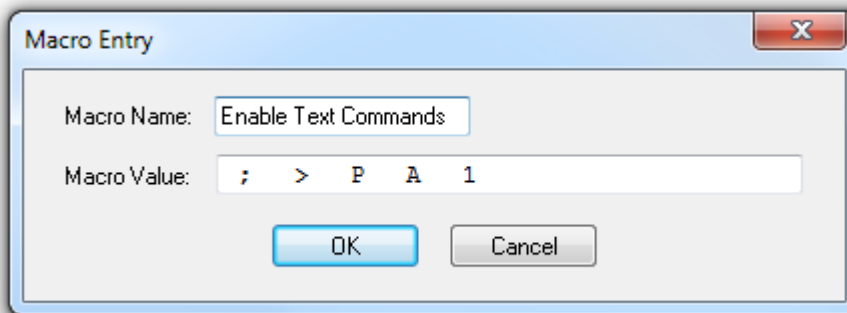 Macro Entry
Macro Name: Enable Text Commands
Macro Value: ; > P A 1
OK Cancel